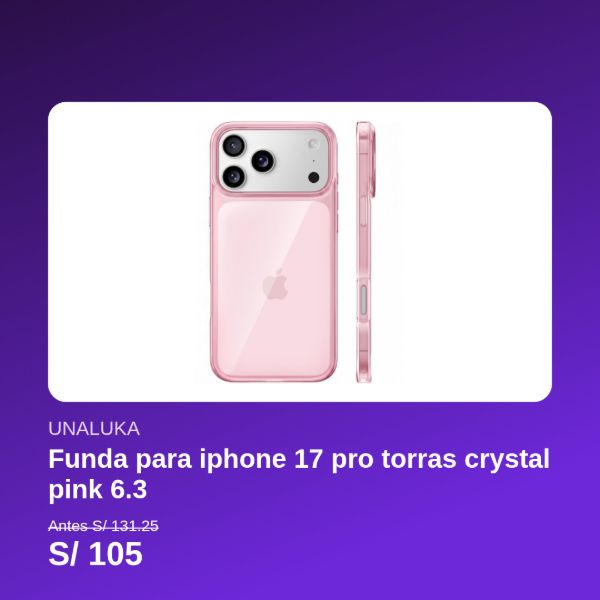 UNALUKA
Funda para iphone 17 pro torras crystal
pink 6.3
Antes S/ 131.25
S/ 105